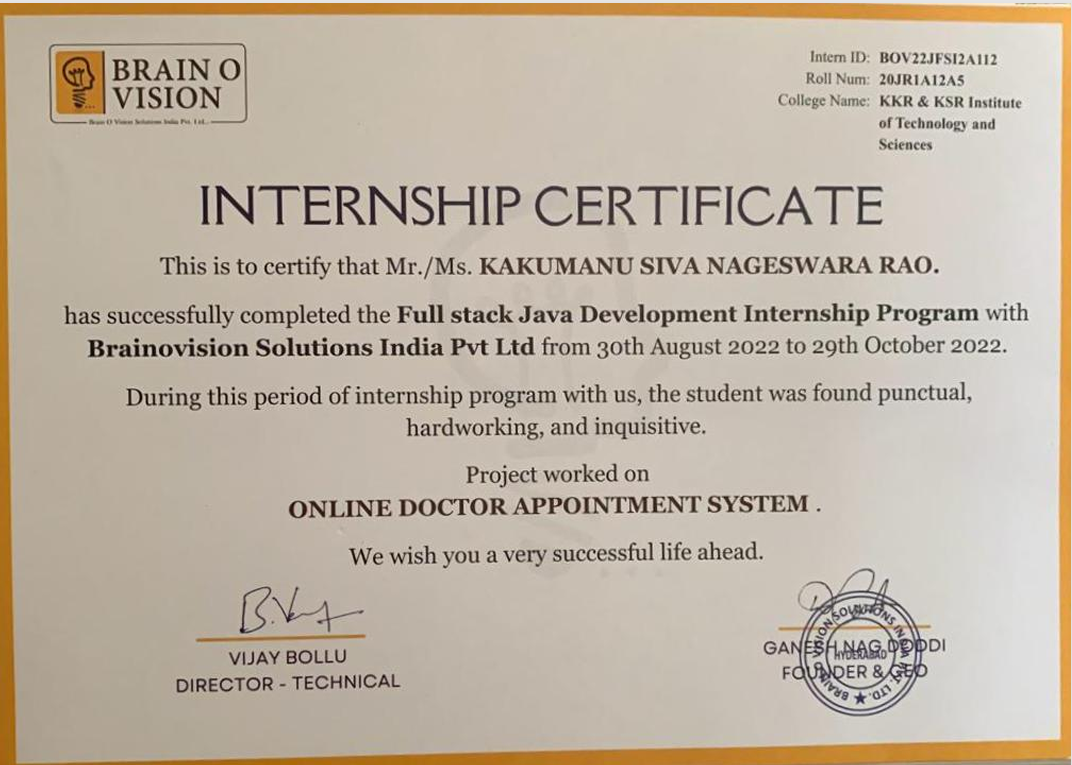 BRAIN O
VISION
Brain O Vision Solutions India Pvt. Ltd..
Intern ID: BOV22JFSI2A112
Roll Num: 20JR1A12A5
College Name: KKR & KSR Institute
of Technology and
Sciences
INTERNSHIP CERTIFICATE
This is to certify that Mr./Ms. KAKUMANU SIVA NAGESWARA RAO.
has successfully completed the Full stack Java Development Internship Program with
Brainovision Solutions India Pvt Ltd from 30th August 2022 to 29th October 2022.
During this period of internship program with us, the student was found punctual,
hardworking, and inquisitive.
Project worked on
ONLINE DOCTOR APPOINTMENT SYSTEM .
We wish you a very successful life ahead.
VIJAY BOLLU
DIRECTOR - TECHNICAL
GANESH NAG DODDI
FOUNDER & CEO
BRAIN O VISION SOLUTIONS INDIA PVT. LTD.
HYDERABAD